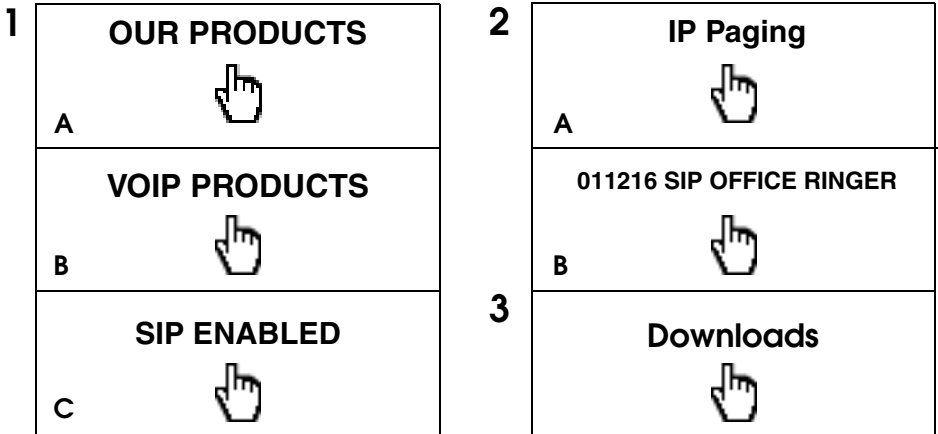 1
OUR PRODUCTS
A
VOIP PRODUCTS
B
SIP ENABLED
C
2
IP Paging
A
011216 SIP OFFICE RINGER
B
3
Downloads